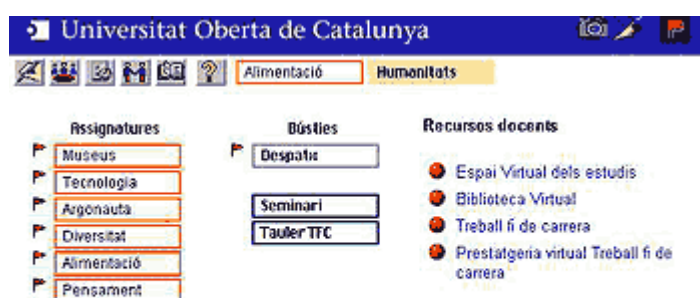 Universitat Oberta de Catalunya
Alimentació
Humanitats
Assignatures
Museus
Tecnologia
Argonauta
Diversitat
Alimentació
Pensament
Bústies
Despatx
Seminari
Tauler TFC
Recursos docents
Espai Virtual dels estudis
Biblioteca Virtual
Treball fi de carrera
Prestatgeria virtual Treball fi de
carrera